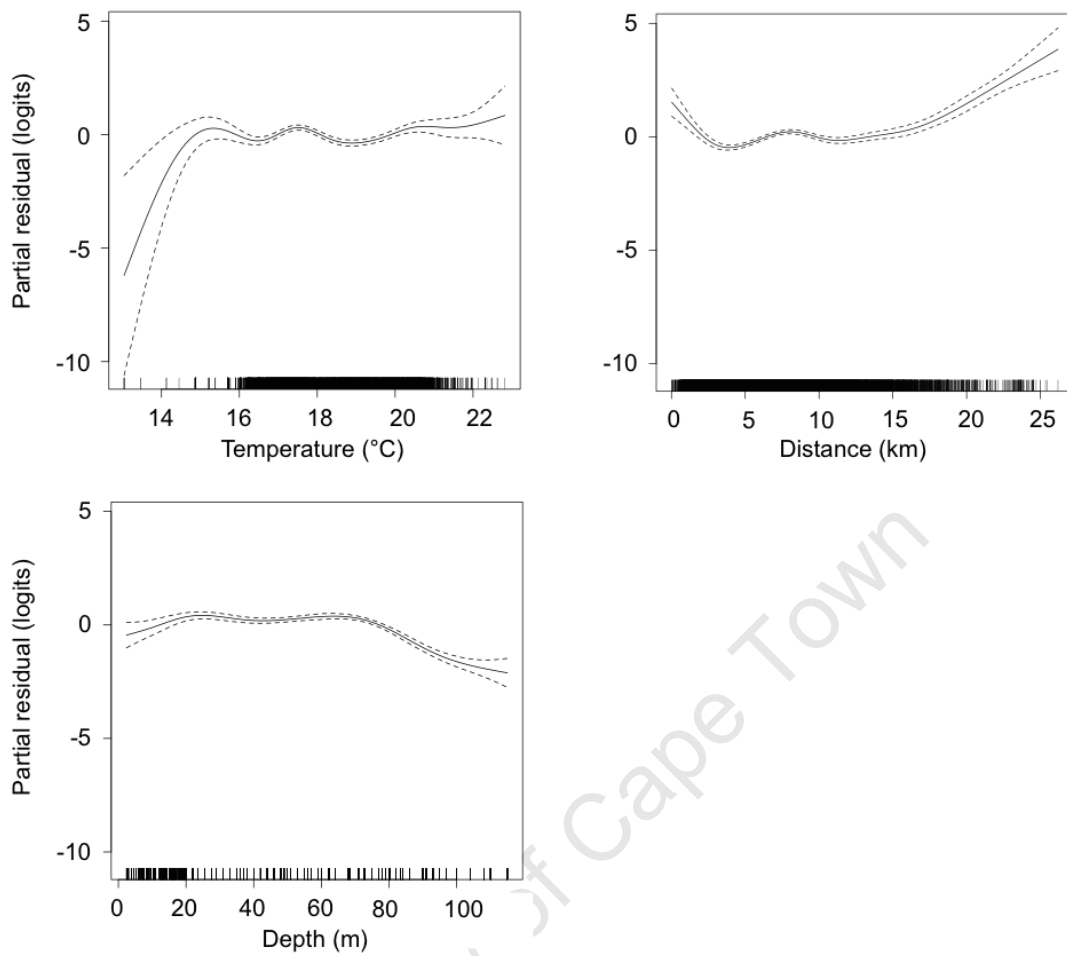 Partial residual (logits)
5
0
-5
-10
14 16 18 20 22
Temperature (°C)
5
0
-5
-10
0 5 10 15 20 25
Distance (km)
Partial residual (logits)
5
0
-5
-10
0 20 40 60 80 100
Depth (m)
of Cape Town